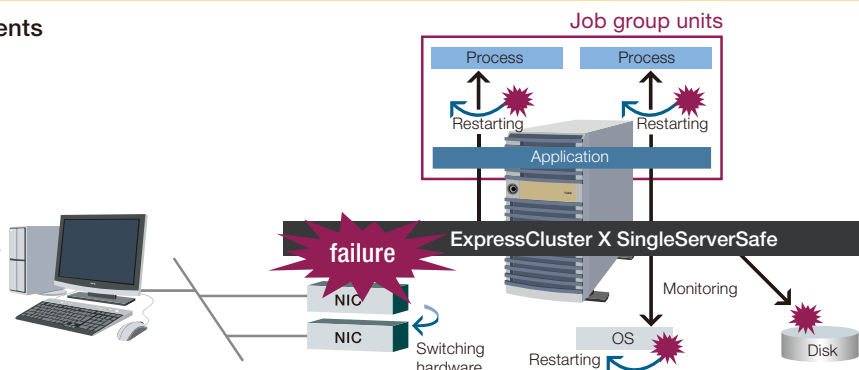 ents
Job group units
Process
Process
Restarting
Restarting
Application
ExpressCluster X SingleServerSafe
failure
NIC
Monitoring
NIC
Switching
hardware
OS
Restarting
Disk